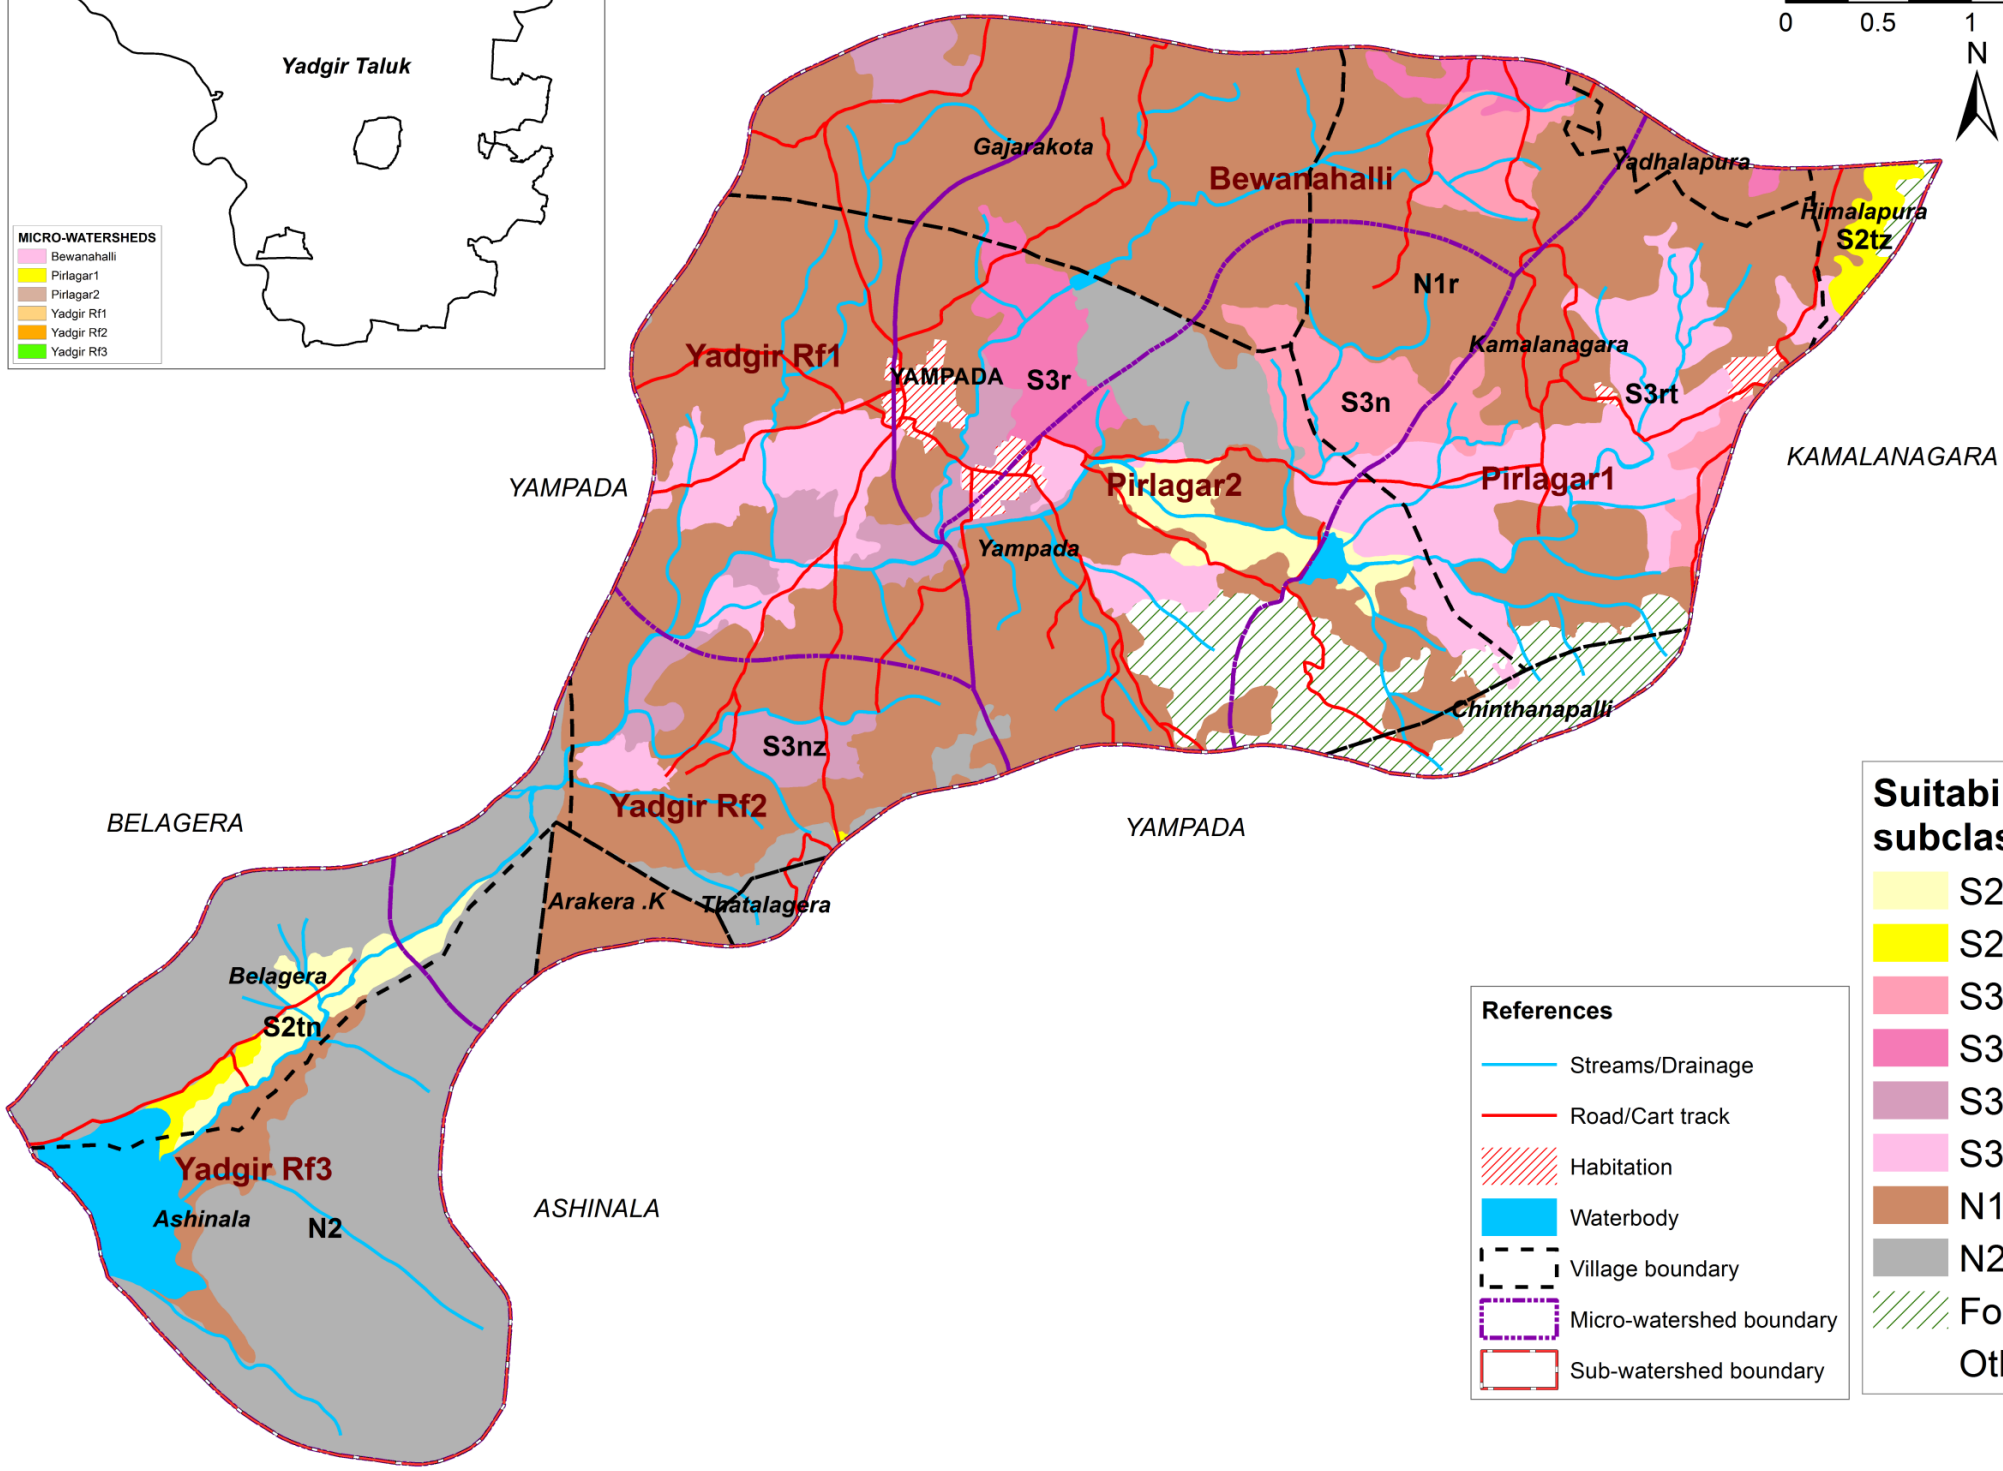 Yadgir Taluk
MICRO-WATERSHEDS
Bewanahalli
Pirlagar1
Pirlagar2
Yadgir Rf1
Yadgir Rf2
Yadgir Rf3
0 0.5 1
N
Gajarakota
Bewanahalli
Yadhalapura
Himalapura
S2tz
N1r
Kamalanagara
Yadgir Rf1
YAMPADA
S3r
S3n
S3rt
KAMALANAGARA
YAMPADA
Pirlagar2
Pirlagar1
Yampada
Chinthanapalli
S3nz
Yadgir Rf2
BELAGERA
YAMPADA
Arakera .K
Thatalagera
Belagera
S2tn
Yadgir Rf3
Ashinala
N2
ASHINALA
References
Streams/Drainage
Road/Cart track
Habitation
Waterbody
Village boundary
Micro-watershed boundary
Sub-watershed boundary
Suitabi
subclas
S2
S2
S3
S3
S3
S3
N1
N2
Fo
Ot